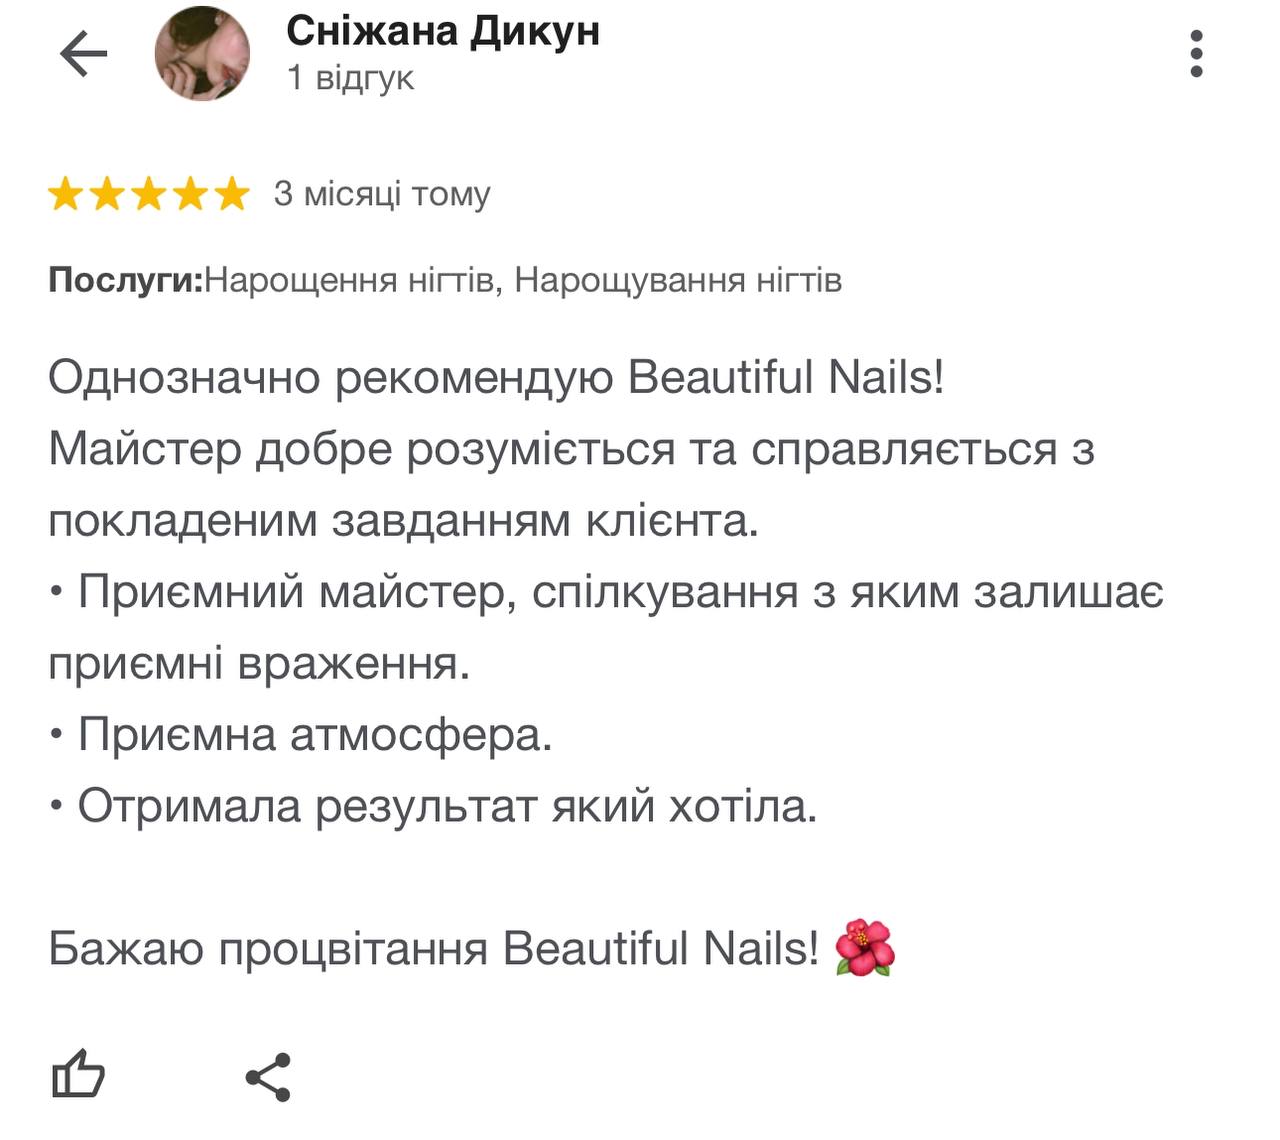 Сніжана Дикун
1 відгук
3 місяці тому
Послуги:Нарощення нігтів, Нарощування нігтів
Однозначно рекомендую Beautiful Nails!
Майстер добре розуміється та справляється з
покладеним завданням клієнта.
• Приємний майстер, спілкування з яким залишає
приємні враження.
• Приємна атмосфера.
• Отримала результат який хотіла.
Бажаю процвітання Beautiful Nails! 🌺